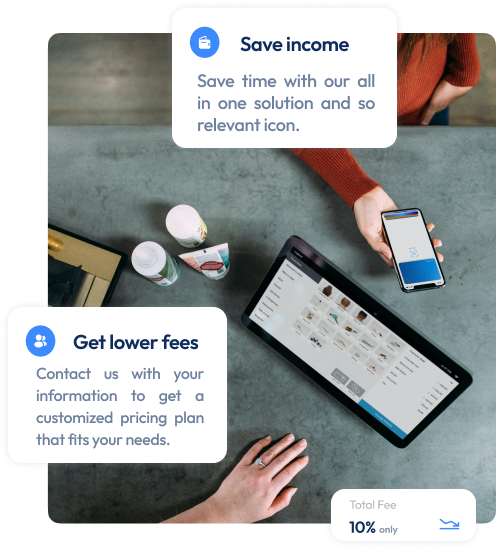 Save income
Save time with our all
in one solution and so
relevant icon.
Get lower fees
Contact us with your
information to get a
customized pricing plan
that fits your needs.
Total Fee
10% only